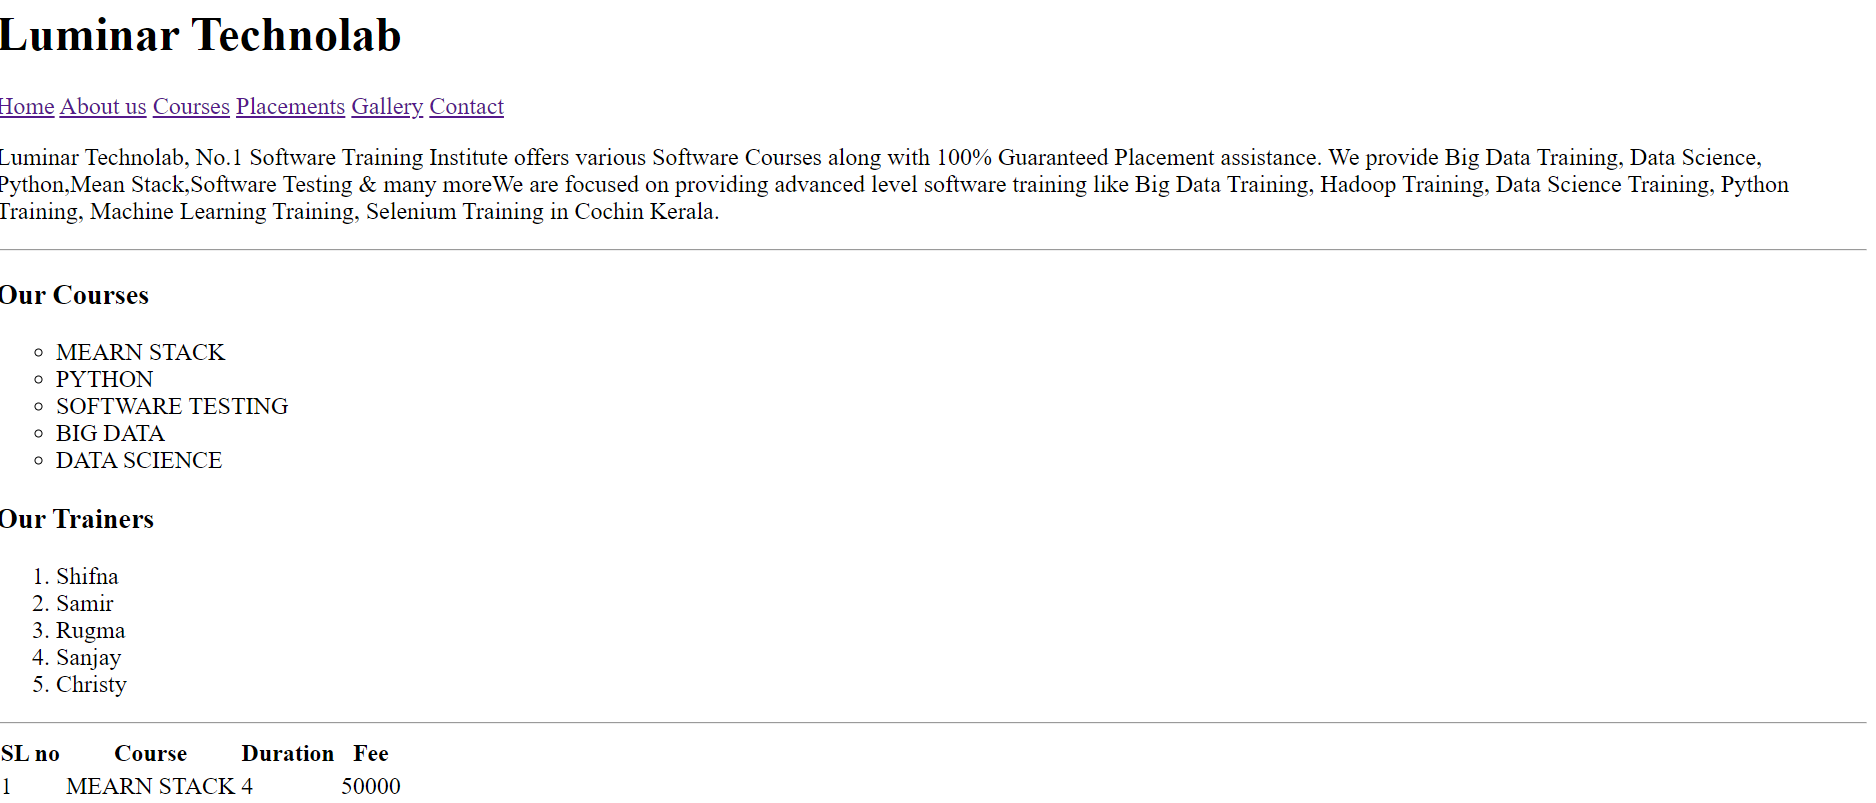 Luminar Technolab
Home About us Courses Placements Gallery Contact
Luminar Technolab, No.1 Software Training Institute offers various Software Courses along with 100% Guaranteed Placement assistance. We provide Big Data Training, Data Science,
Python,Mean Stack,Software Testing & many moreWe are focused on providing advanced level software training like Big Data Training, Hadoop Training, Data Science Training, Python
Training, Machine Learning Training, Selenium Training in Cochin Kerala.
Our Courses
MEARN STACK
PYTHON
SOFTWARE TESTING
BIG DATA
DATA SCIENCE
Our Trainers
1. Shifna
2. Samir
3. Rugma
4. Sanjay
5. Christy
SL no Course Duration Fee
1 MEARN STACK 4 50000